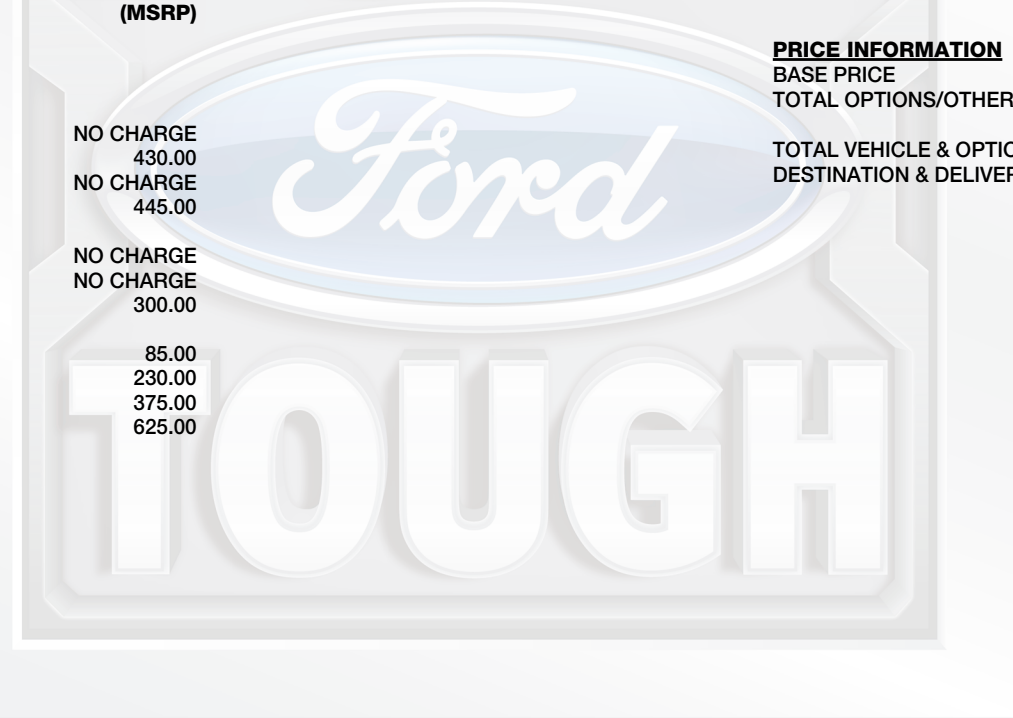 (MSRP)
NO CHARGE
430.00
NO CHARGE
445.00
NO CHARGE
NO CHARGE
300.00
85.00
230.00
375.00
625.00
PRICE INFORMATION
BASE PRICE
TOTAL OPTIONS/OTHER
TOTAL VEHICLE & OPTIO
DESTINATION & DELIVER
Ford
TOUGH